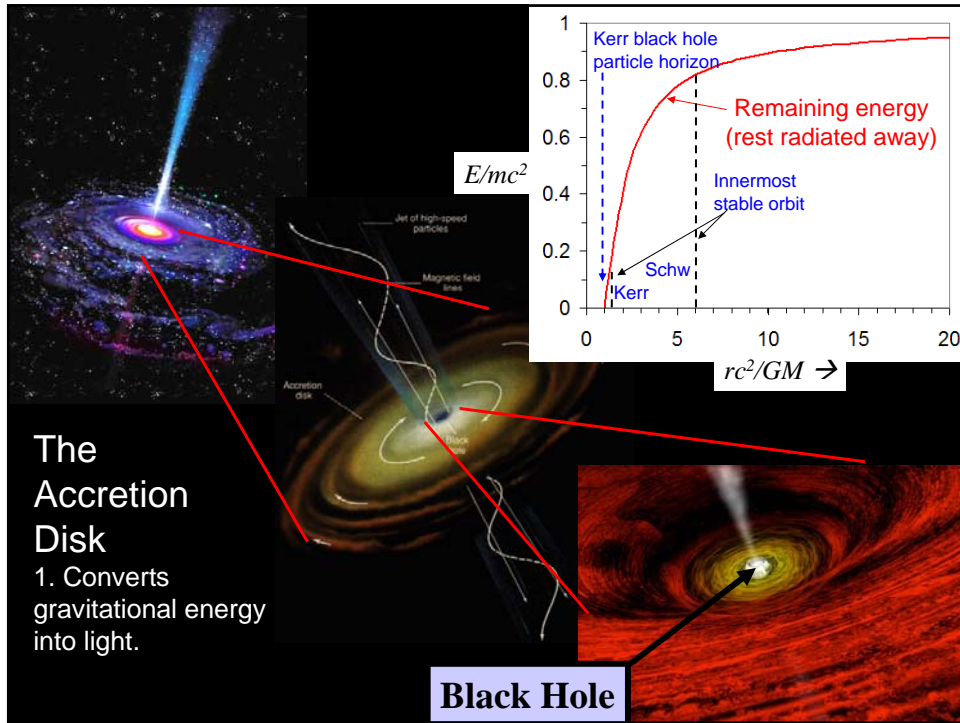 The
Accretion
Disk
1. Converts
gravitational energy
into light.
Jet of high-speed
particles
Magnetic field
lines
Accretion
disk
Black
Black Hole
1
0.8
0.6
0.4
0.2
0
E/mc²
0
5
10
15
20
rc²/GM →
Kerr black hole
particle horizon
Remaining energy
(rest radiated away)
Innermost
stable orbit
Schw
Kerr